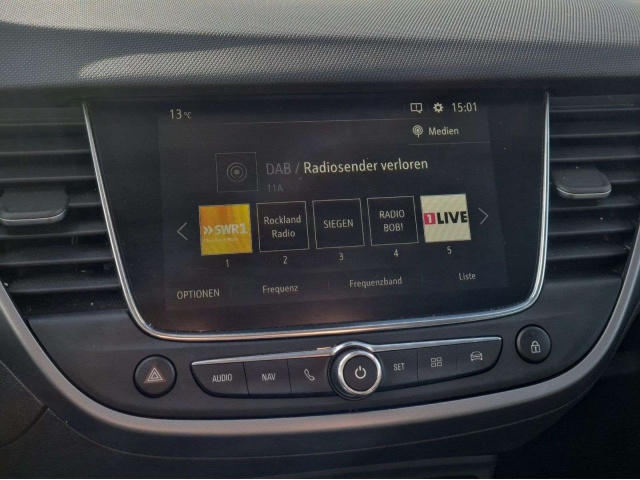 13°C 15:01
Medien
DAB / Radiosender verloren
11A
SWR1 Rockland Radio SIEGEN RADIO BOB! 1LIVE
1 2 3 4 5
OPTIONEN Frequenz Frequenzband Liste
AUDIO NAV SET